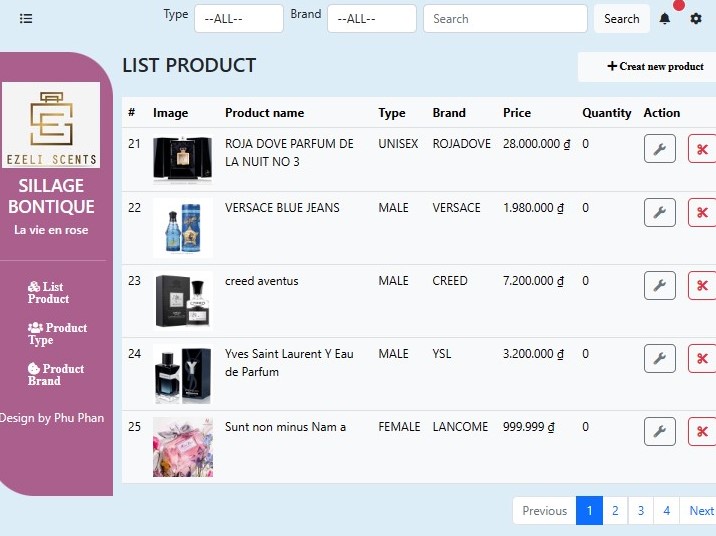 Type --ALL-- Brand --ALL-- Search Search
LIST PRODUCT
Creat new product
EZELI SCENTS
SILLAGE
BONTIQUE
La vie en rose
List
Product
Product
Type
Product
Brand
Design by Phu Phan
# Image Product name Type Brand Price Quantity Action
21 ROJA DOVE PARFUM DE UNISEX ROJADOVE 28.000.000 ₫ 0
LA NUIT NO 3
22 VERSACE BLUE JEANS MALE VERSACE 1.980.000 ₫ 0
23 creed aventus MALE CREED 7.200.000 ₫ 0
24 Yves Saint Laurent Y Eau MALE YSL 3.200.000 ₫ 0
de Parfum
25 Sunt non minus Nam a FEMALE LANCOME 999.999 ₫ 0
Previous 1 2 3 4 Next